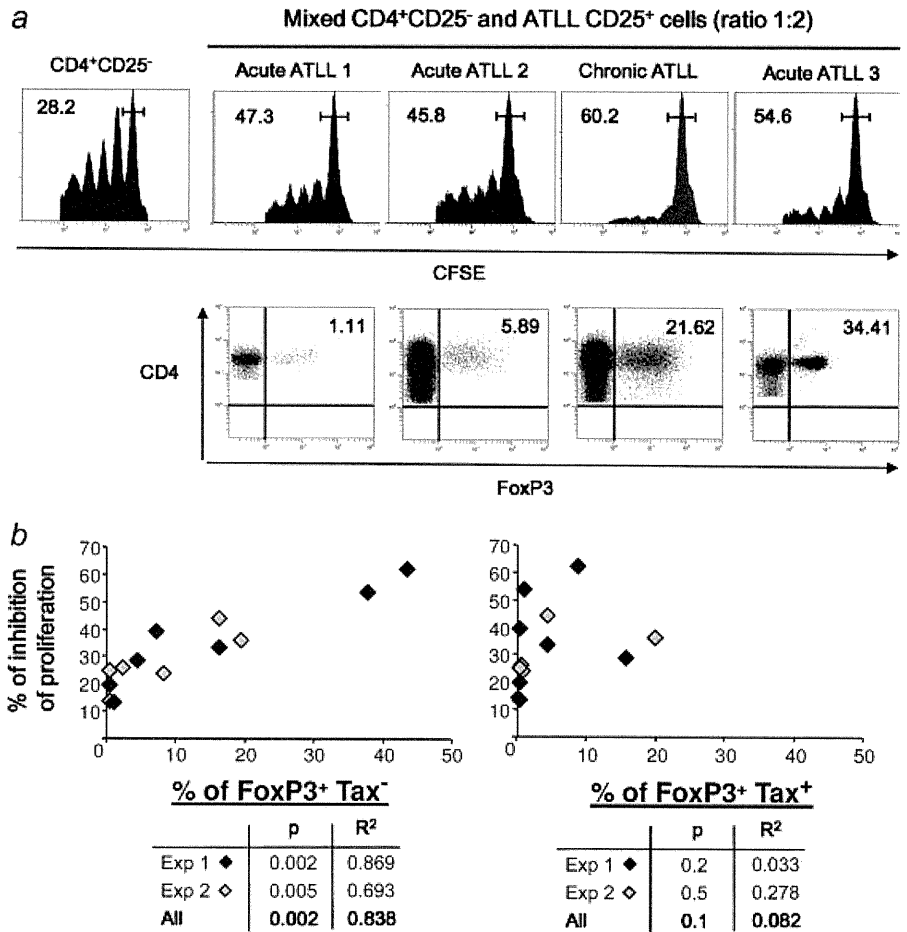 a
Mixed CD4⁺CD25⁻ and ATLL CD25⁺ cells (ratio 1:2)
CD4⁺CD25⁻ Acute ATLL 1 Acute ATLL 2 Chronic ATLL Acute ATLL 3
28.2 47.3 45.8 60.2 54.6
CFSE
1.11 5.89 21.62 34.41
CD4
FoxP3
b
% of inhibition
of proliferation
70 70
60 60
50 50
40 40
30 30
20 20
10 10
0 10 20 30 40 50 0 10 20 30 40 50
% of FoxP3⁺ Tax⁻ % of FoxP3⁺ Tax⁺
p R² p R²
Exp 1 ◆ 0.002 0.869 Exp 1 ◆ 0.2 0.033
Exp 2 ◇ 0.005 0.693 Exp 2 ◇ 0.5 0.278
All 0.002 0.838 All 0.1 0.082